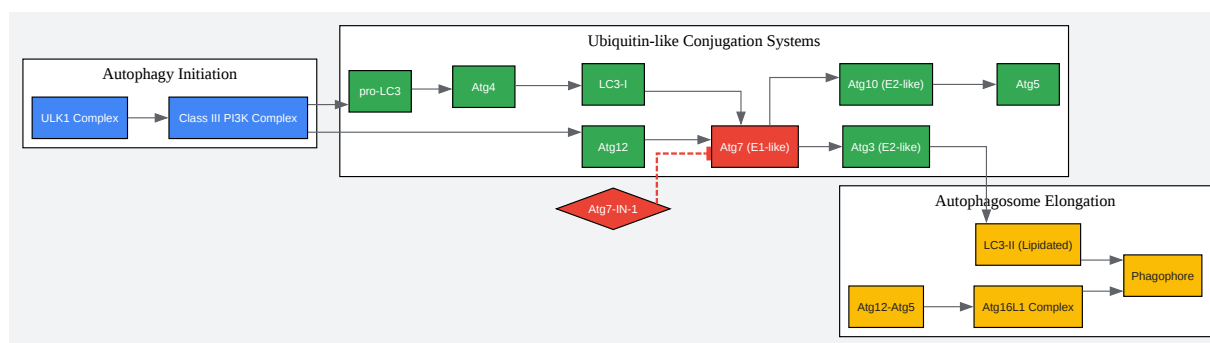 Autophagy Initiation
ULK1 Complex
Class III PI3K Complex
Ubiquitin-like Conjugation Systems
pro-LC3
Atg4
LC3-I
Atg10 (E2-like)
Atg5
Atg12
Atg7 (E1-like)
Atg3 (E2-like)
Atg7-IN-1
Autophagosome Elongation
LC3-II (Lipidated)
Phagophore
Atg12-Atg5
Atg16L1 Complex